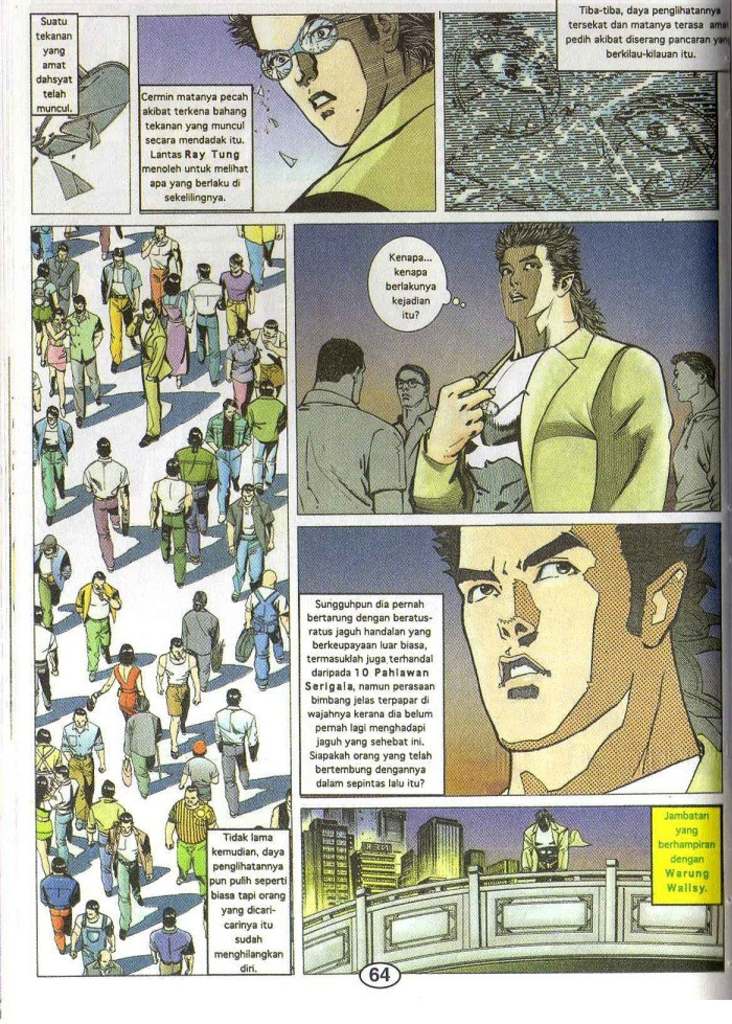 Suatu
tekanan
yang
amat
dahsyat
telah
muncul.
Cermin matanya pecah
akibat terkena bahang
tekanan yang muncul
secara mendadak itu.
Lantas Ray Tung
menoleh untuk melihat
apa yang berlaku di
sekelilingnya.
Tiba-tiba, daya penglihatannya
tersekat dan matanya terasa amat
pedih akibat diserang pancaran yang
berkilau-kilauan itu.
Kenapa...
kenapa
berlakunya
kejadian
itu?
Tidak lama
kemudian, daya
penglihatannya
pun pulih seperti
biasa tapi orang
yang dicari-
carinya itu
sudah
menghilangkan
diri.
Sungguhpun dia pernah
bertarung dengan beratus-
ratus jaguh handalan yang
berkeupayaan luar biasa,
termasuklah juga terhandal
daripada 10 Pahlawan
Serigala, namun perasaan
bimbang jelas terpapar di
wajahnya kerana dia belum
pernah lagi menghadapi
jaguh yang sehebat ini.
Siapakah orang yang telah
bertembung dengannya
dalam sepintas lalu itu?
Jambatan
yang
berhampiran
dengan
Warung
Wallsy.
64